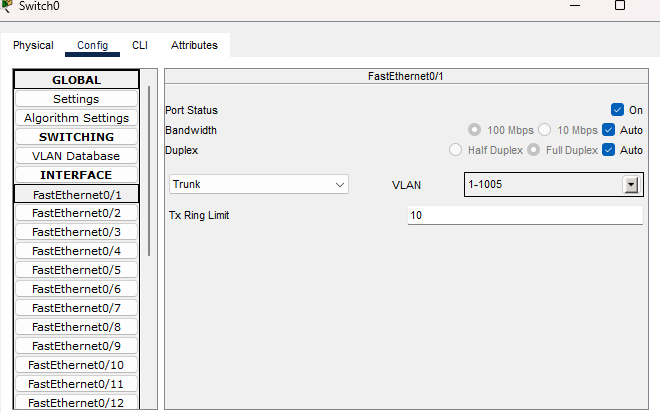 Switch0
Physical Config CLI Attributes
GLOBAL
Settings
Algorithm Settings
SWITCHING
VLAN Database
INTERFACE
FastEthernet0/1
FastEthernet0/2
FastEthernet0/3
FastEthernet0/4
FastEthernet0/5
FastEthernet0/6
FastEthernet0/7
FastEthernet0/8
FastEthernet0/9
FastEthernet0/10
FastEthernet0/11
FastEthernet0/12
FastEthernet0/1
Port Status On
Bandwidth 100 Mbps 10 Mbps Auto
Duplex Half Duplex Full Duplex Auto
Trunk VLAN 1-1005
Tx Ring Limit 10